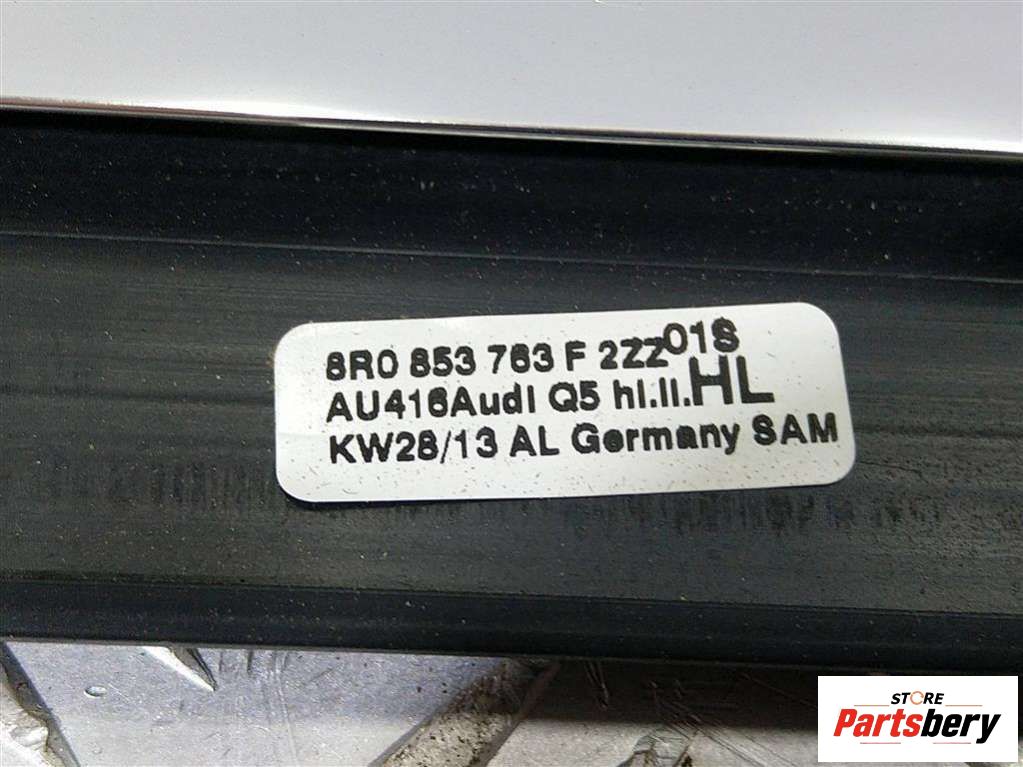 8R0 853 763 F 2ZZ01S
AU416Audi Q5 hl.li.HL
KW28/13 AL Germany SAM
STORE
Partsbery